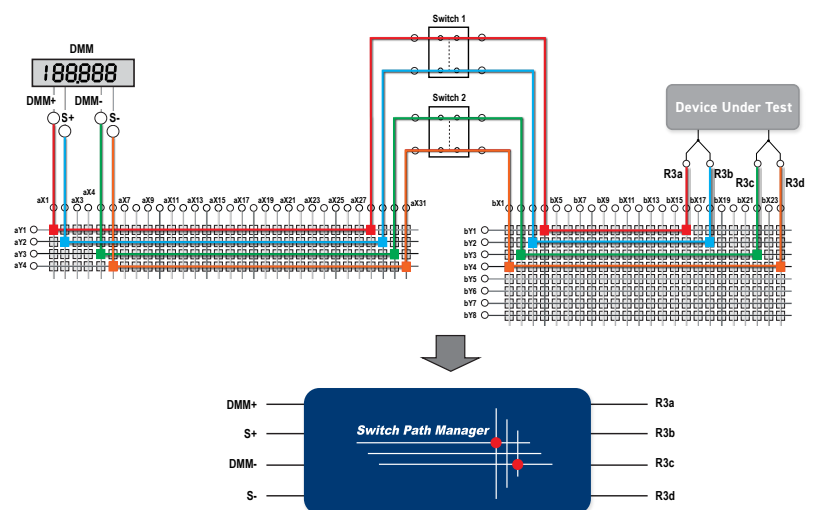 Switch 1
DMM
188.888
DMM+ DMM-
S+ S-
Switch 2
Device Under Test
R3a R3b R3c R3d
aX1 aX3 aX4 aX7 aX9 aX11 aX13 aX15 aX17 aX19 aX21 aX23 aX25 aX27 aX31
bX1 bX5 bX7 bX9 bX11 bX13 bX15 bX17 bX19 bX21 bX23
aY1
aY2
aY3
aY4
bY1
bY2
bY3
bY4
bY5
bY6
bY7
bY8
DMM+
S+
DMM-
S-
Switch Path Manager
R3a
R3b
R3c
R3d